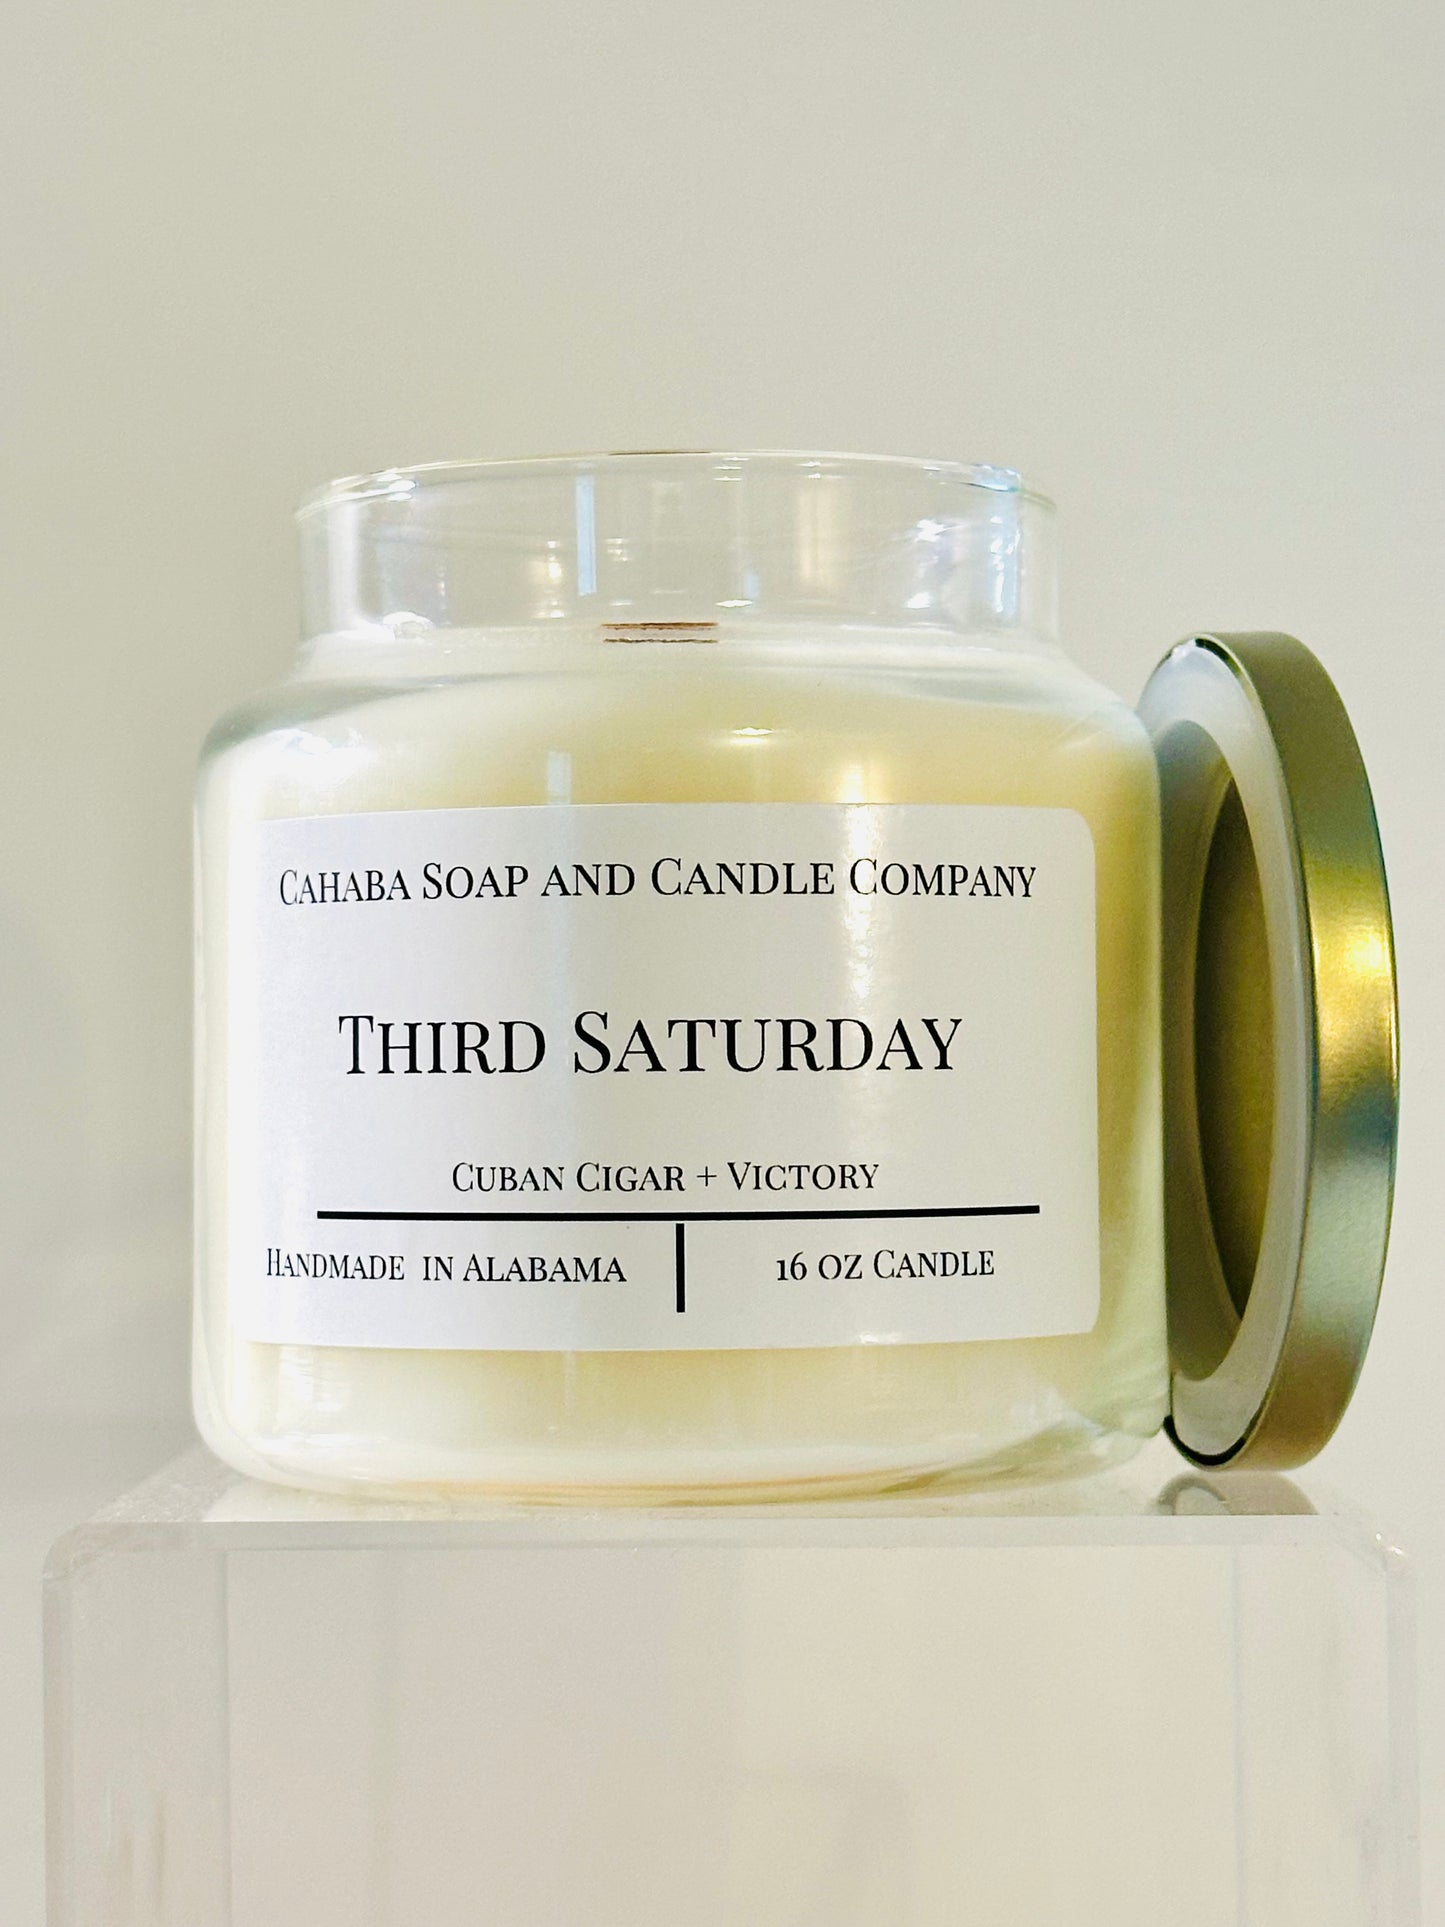 Cahaba Soap and Candle Company
Third Saturday
Cuban Cigar + Victory
Handmade in Alabama
16 oz Candle